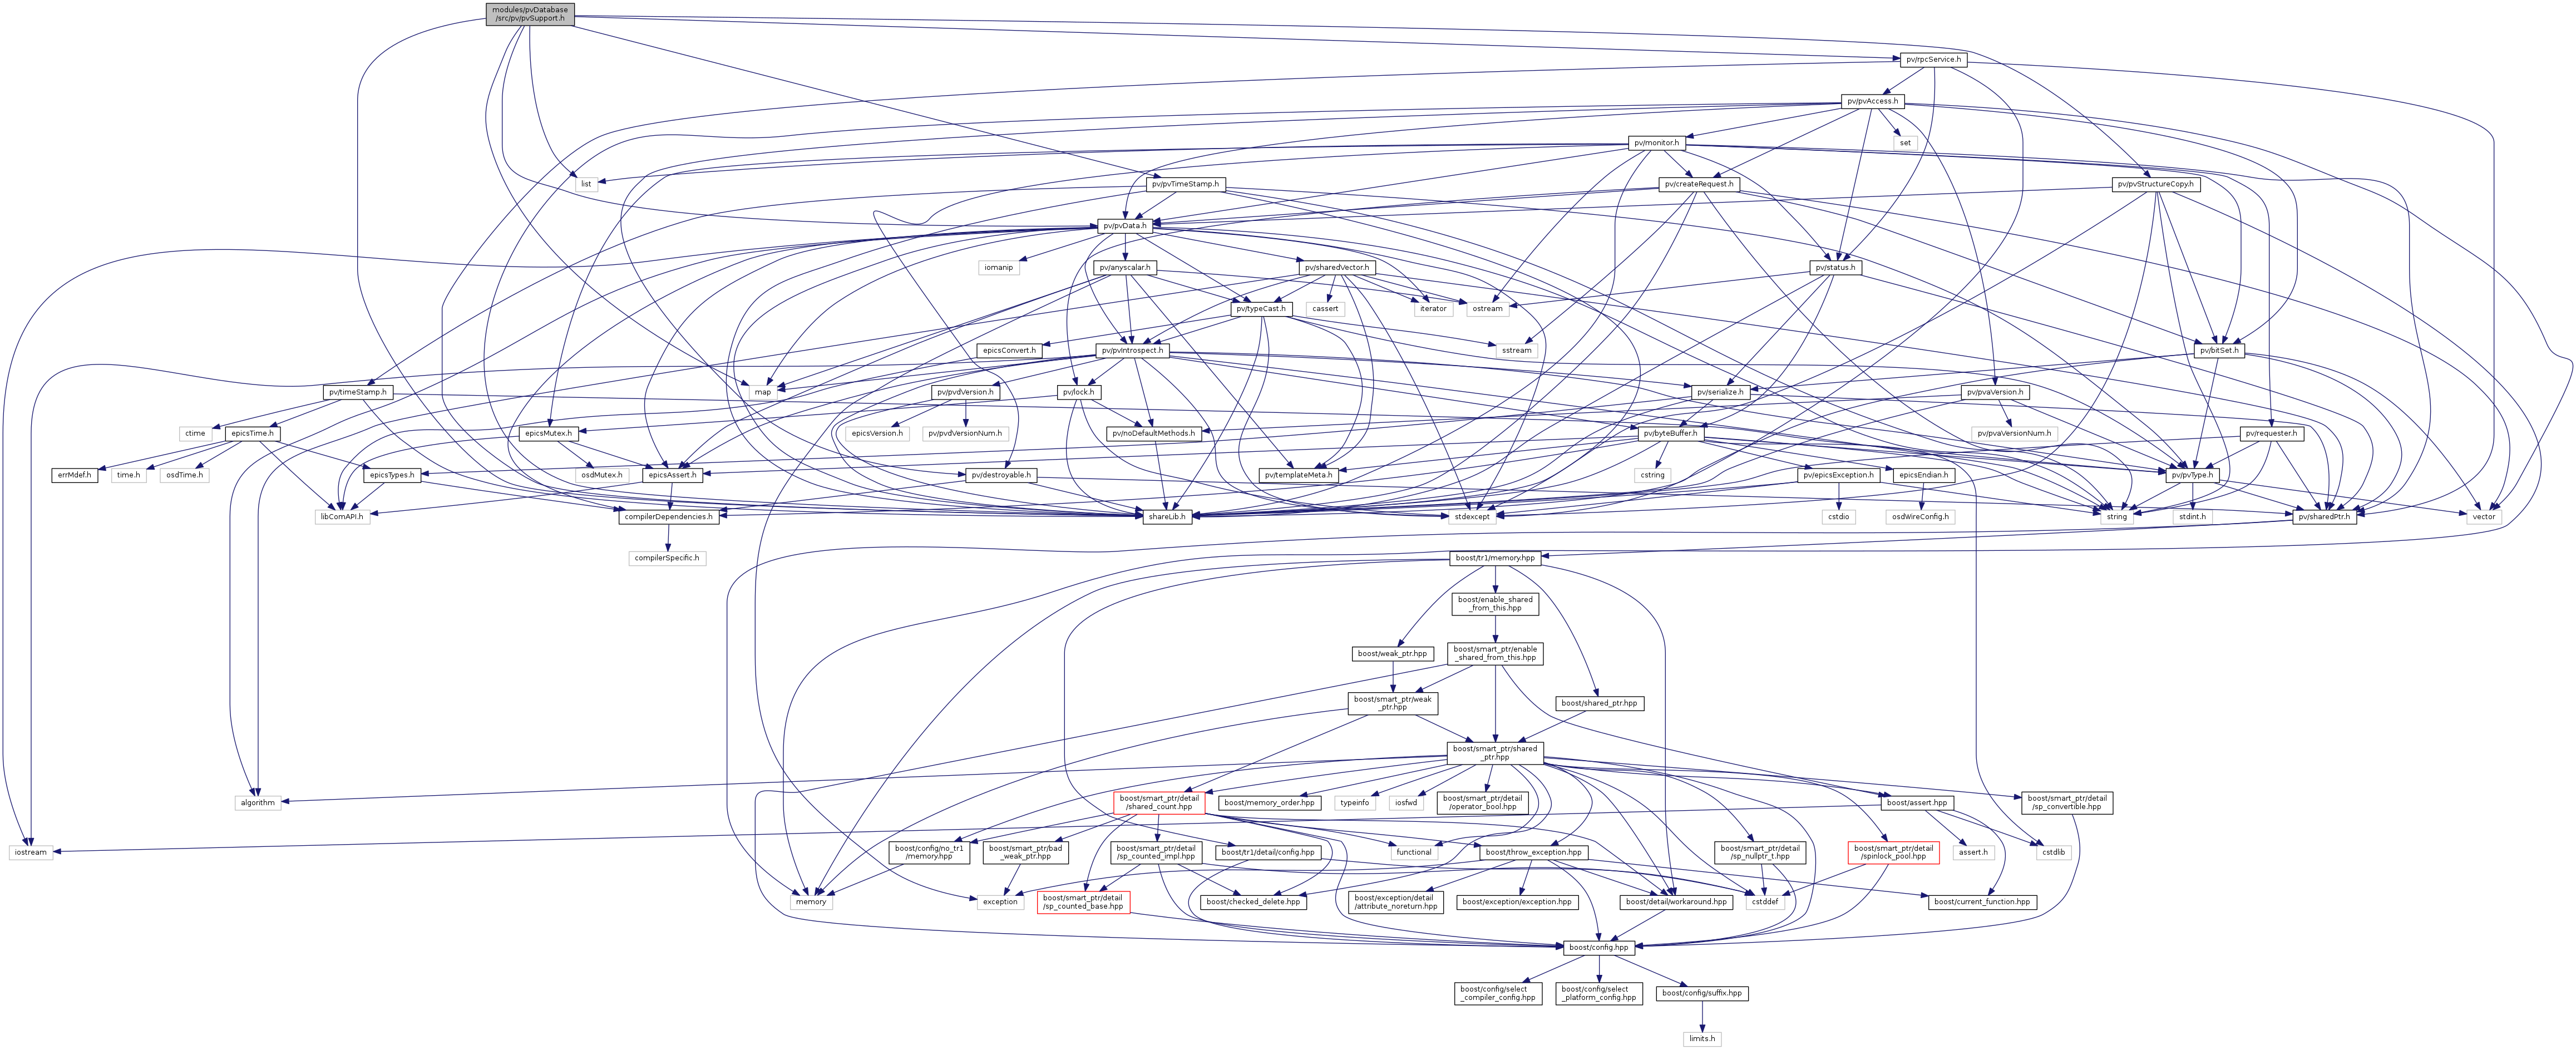 modules/pvDatabase
/src/pv/pvSupport.h
pv/rpcService.h
pv/pvAccess.h
pv/monitor.h
set
list
pv/pvTimeStamp.h
pv/createRequest.h
pv/pvStructureCopy.h
pv/pvData.h
iomanip
pv/anyscalar.h
pv/sharedVector.h
pv/status.h
cassert
iterator
ostream
pv/typeCast.h
epicsConvert.h
pv/pvIntrospect.h
sstream
pv/bitSet.h
pv/timeStamp.h
map
pv/pvdVersion.h
pv/lock.h
pv/serialize.h
pv/pvaVersion.h
ctime
epicsTime.h
epicsMutex.h
epicsVersion.h
pv/pvdVersionNum.h
pv/noDefaultMethods.h
pv/byteBuffer.h
pv/pvaVersionNum.h
pv/requester.h
errMdef.h
time.h
osdTime.h
epicsTypes.h
osdMutex.h
epicsAssert.h
pv/destroyable.h
pv/templateMeta.h
cstring
pv/epicsException.h
epicsEndian.h
pv/pvType.h
libComAPI.h
compilerDependencies.h
shareLib.h
stdexcept
cstdio
osdWireConfig.h
string
stdint.h
pv/sharedPtr.h
vector
compilerSpecific.h
boost/tr1/memory.hpp
boost/enable_shared
_from_this.hpp
boost/weak_ptr.hpp
boost/smart_ptr/enable
_shared_from_this.hpp
boost/smart_ptr/weak
_ptr.hpp
boost/shared_ptr.hpp
boost/smart_ptr/shared
_ptr.hpp
algorithm
boost/smart_ptr/detail
/shared_count.hpp
boost/memory_order.hpp
typeinfo
iosfwd
boost/smart_ptr/detail
/operator_bool.hpp
boost/assert.hpp
boost/smart_ptr/detail
/sp_convertible.hpp
iostream
boost/config/no_tr1
/memory.hpp
boost/smart_ptr/bad
_weak_ptr.hpp
boost/smart_ptr/detail
/sp_counted_impl.hpp
boost/tr1/detail/config.hpp
functional
boost/throw_exception.hpp
boost/smart_ptr/detail
/sp_nullptr_t.hpp
boost/smart_ptr/detail
/spinlock_pool.hpp
assert.h
cstdlib
memory
exception
boost/smart_ptr/detail
/sp_counted_base.hpp
boost/checked_delete.hpp
boost/exception/detail
/attribute_noreturn.hpp
boost/exception/exception.hpp
boost/detail/workaround.hpp
cstddef
boost/current_function.hpp
boost/config.hpp
boost/config/select
_compiler_config.hpp
boost/config/select
_platform_config.hpp
boost/config/suffix.hpp
limits.h